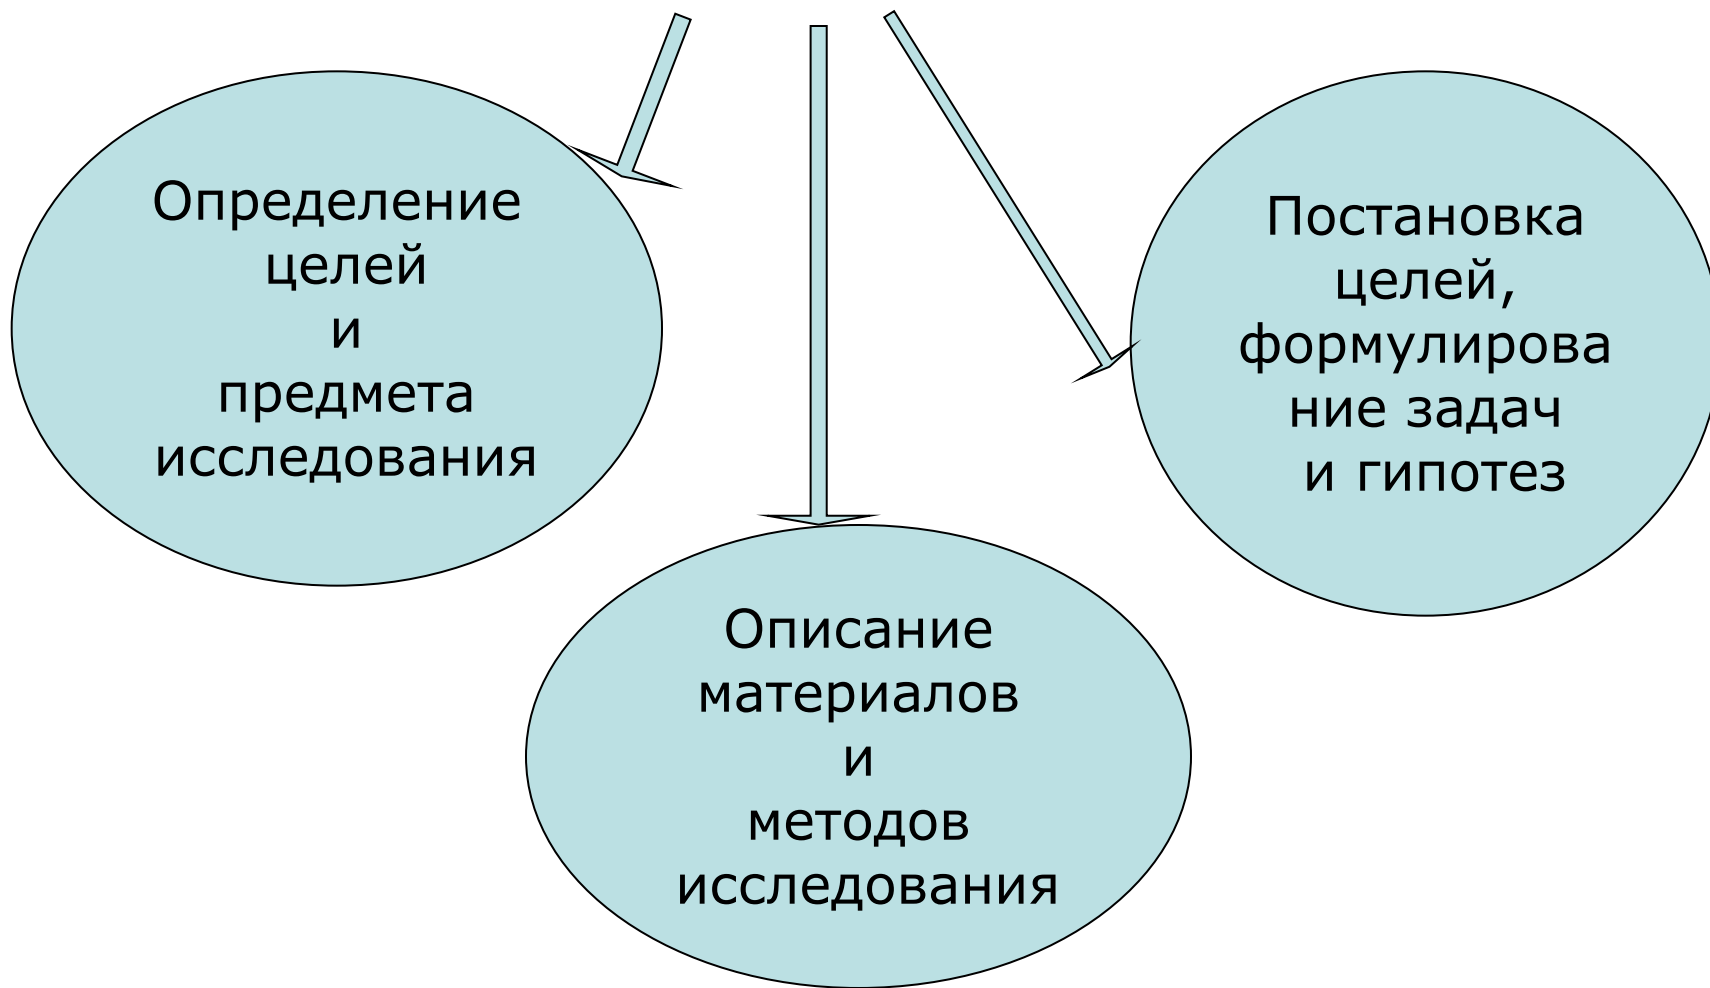 Определение
целей
и
предмета
исследования
Описание
материалов
и
методов
исследования
Постановка
целей,
формулирова
ние задач
и гипотез